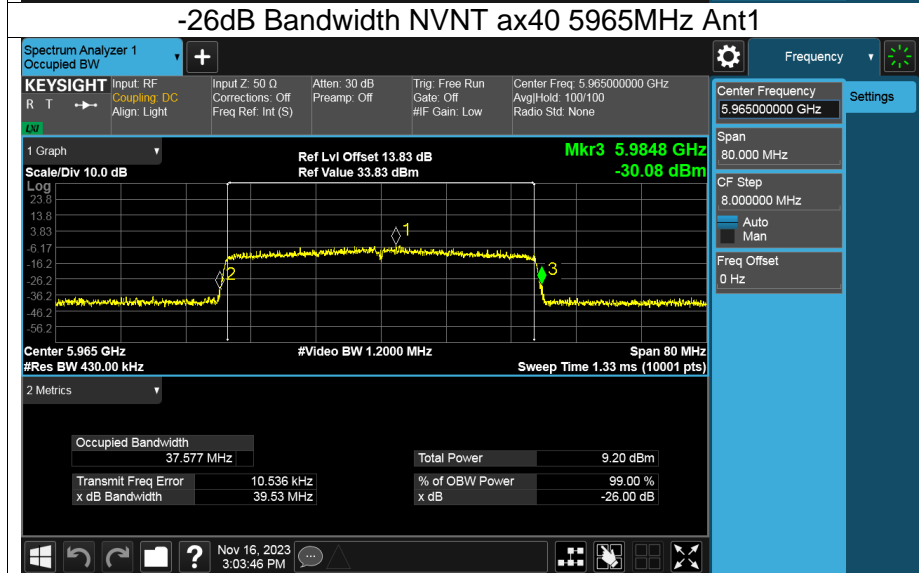 -26dB Bandwidth NVNT ax40 5965MHz Ant1
Spectrum Analyzer 1
Occupied BW
+
Frequency
KEYSIGHT
R T
LXI
Input: RF
Coupling: DC
Align: Light
Input Z: 50 Ω
Corrections: Off
Freq Ref: Int (S)
Atten: 30 dB
Preamp: Off
Trig: Free Run
Gate: Off
#IF Gain: Low
Center Freq: 5.965000000 GHz
Avg|Hold: 100/100
Radio Std: None
Center Frequency
5.965000000 GHz
Settings
Span
80.000 MHz
CF Step
8.000000 MHz
Auto
Man
Freq Offset
0 Hz
1 Graph
Scale/Div 10.0 dB
Ref Lvl Offset 13.83 dB
Ref Value 33.83 dBm
Mkr3 5.9848 GHz
-30.08 dBm
Log
23.8
13.8
3.83
-6.17
-16.2
-26.2
-36.2
-46.2
-56.2
1
2
3
Center 5.965 GHz
#Video BW 1.2000 MHz
Span 80 MHz
#Res BW 430.00 kHz
Sweep Time 1.33 ms (10001 pts)
2 Metrics
Occupied Bandwidth
37.577 MHz
Total Power 9.20 dBm
Transmit Freq Error 10.536 kHz
% of OBW Power 99.00 %
x dB Bandwidth 39.53 MHz
x dB -26.00 dB
?
Nov 16, 2023
3:03:46 PM